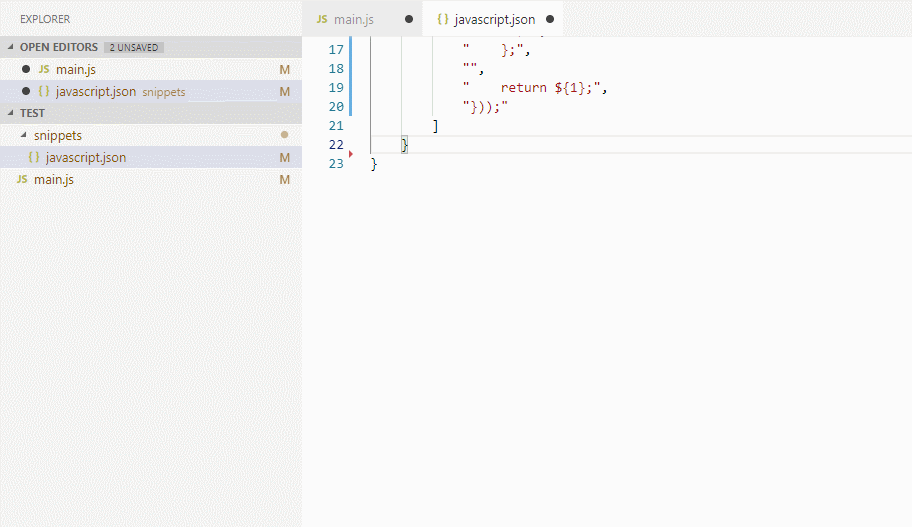 EXPLORER
OPEN EDITORS 2 UNSAVED
JS main.js M
{} javascript.json snippets M
TEST
snippets
{} javascript.json M
JS main.js M
JS main.js
{} javascript.json
17 "    };",
18 "",
19 "    return ${1};",
20 "}));"
21 ]
22 }
23 }